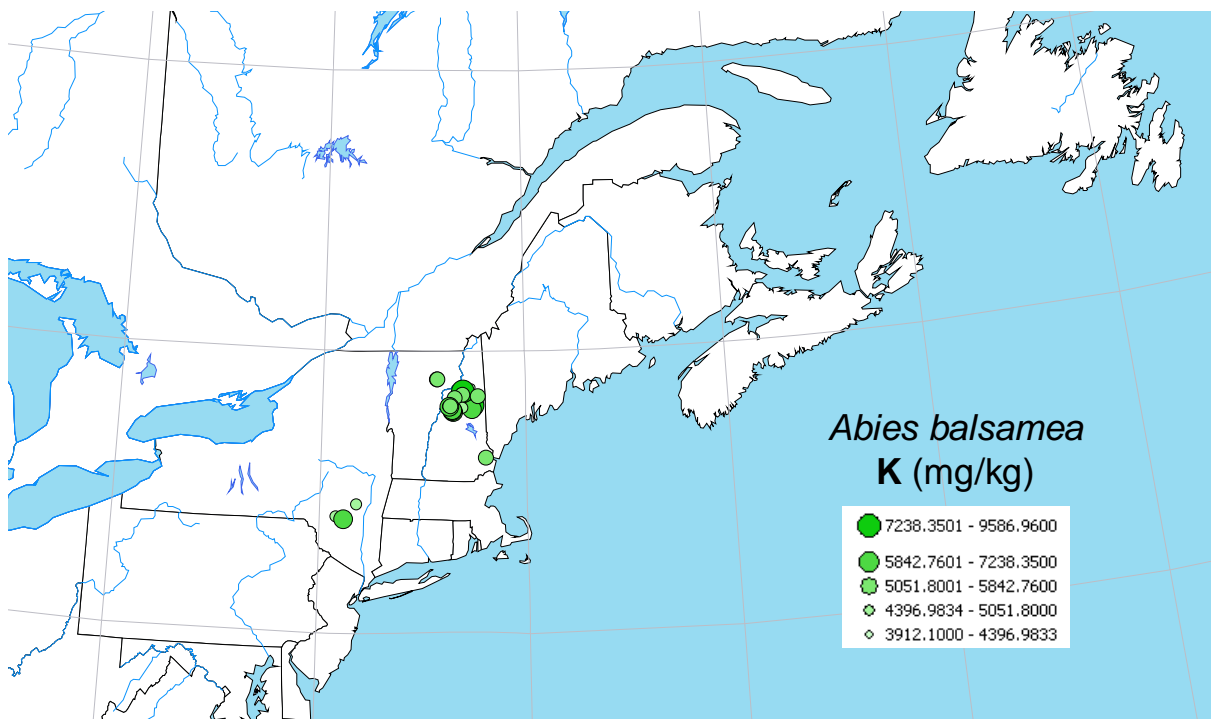 Abies balsamea
K (mg/kg)
7238.3501 - 9586.9600
5842.7601 - 7238.3500
5051.8001 - 5842.7600
4396.9834 - 5051.8000
3912.1000 - 4396.9833